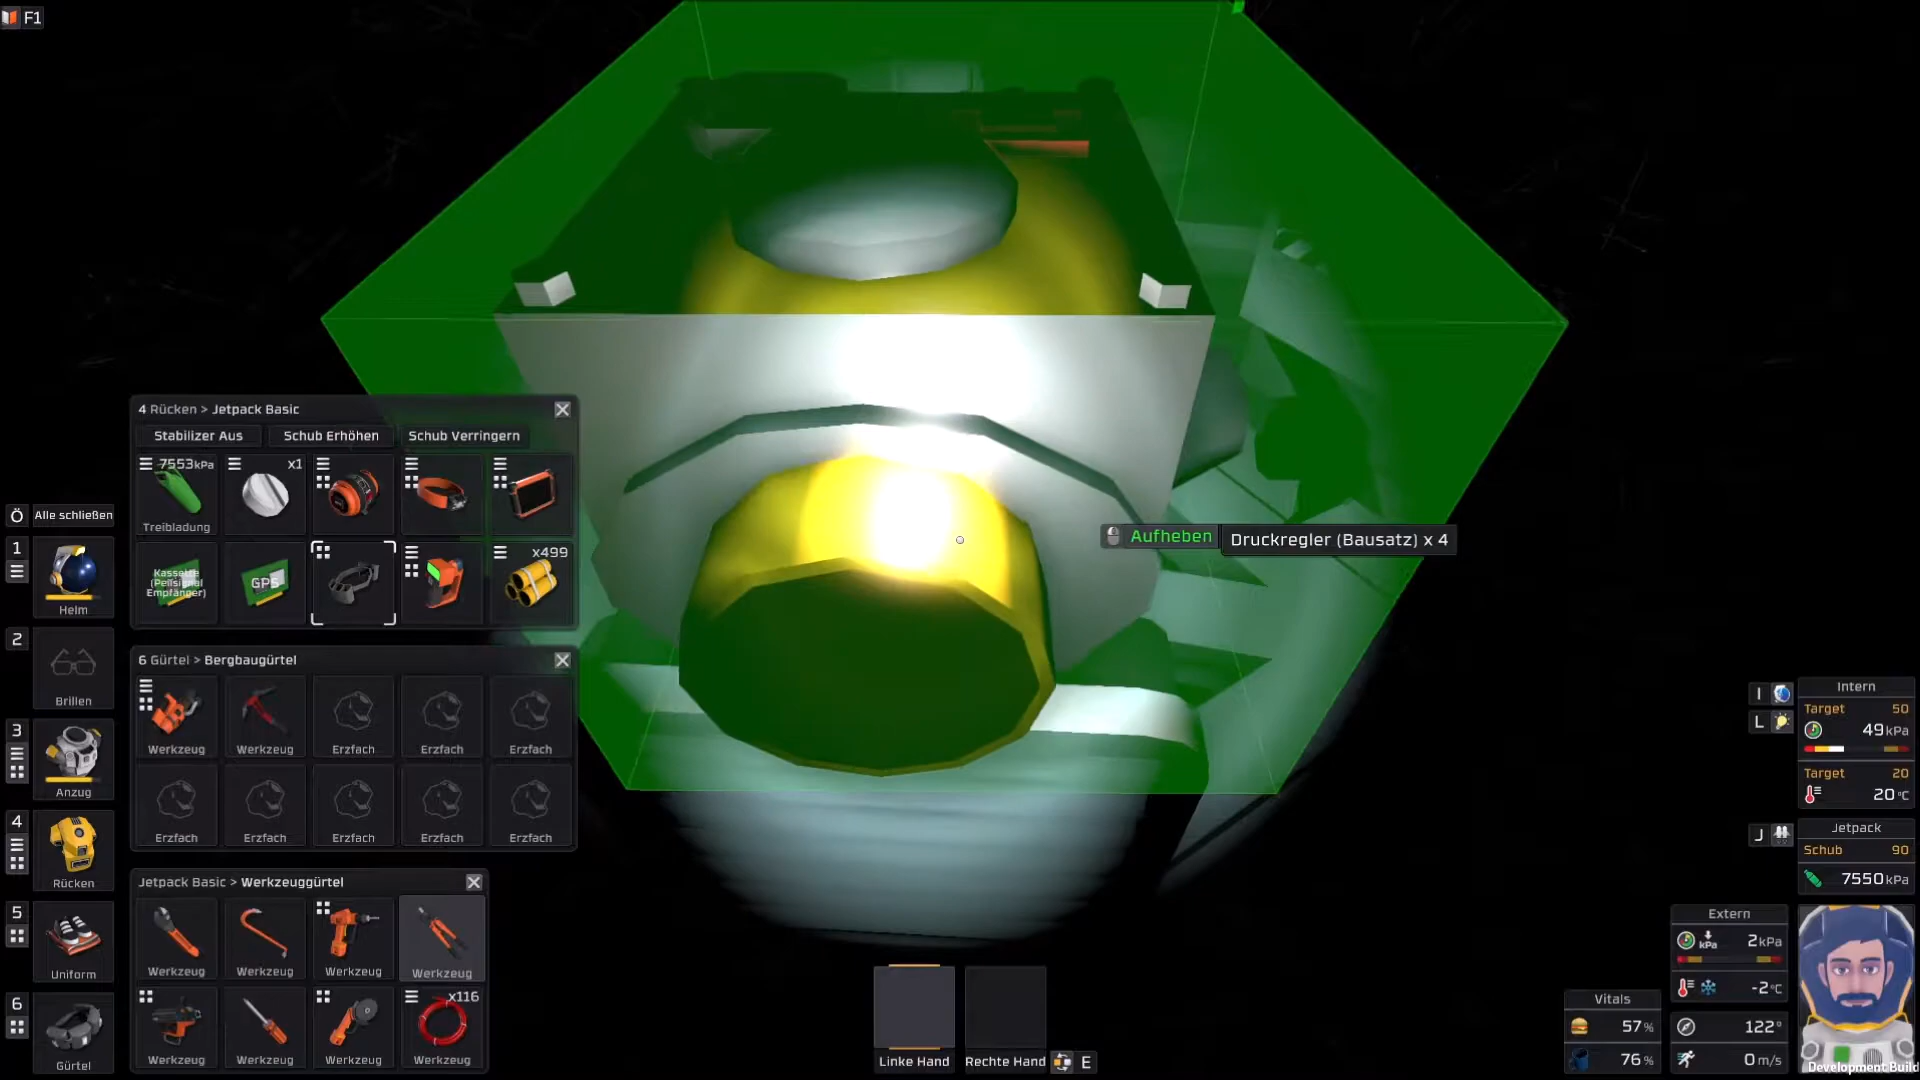 F1
4 Rücken > Jetpack Basic
Stabilizer Aus
Schub Erhöhen
Schub Verringern
7553kPa
x1
Treibladung
x499
Kassette
(Peilsignal
Empfänger)
GPS
Ö
Alle schließen
1
Helm
2
Brillen
3
Anzug
4
Rücken
5
Uniform
6
Gürtel
6 Gürtel > Bergbaugürtel
Werkzeug
Werkzeug
Erzfach
Erzfach
Erzfach
Erzfach
Erzfach
Erzfach
Erzfach
Erzfach
Jetpack Basic > Werkzeuggürtel
Werkzeug
Werkzeug
Werkzeug
Werkzeug
x116
Werkzeug
Werkzeug
Werkzeug
Werkzeug
Aufheben
Druckregler (Bausatz) x 4
Linke Hand
Rechte Hand
E
I
L
Intern
Target 50
49kPa
Target 20
20°C
J
Jetpack
Schub 90
7550kPa
Extern
kPa
2kPa
-2°C
Vitals
57%
76%
122°
0m/s
Development Build